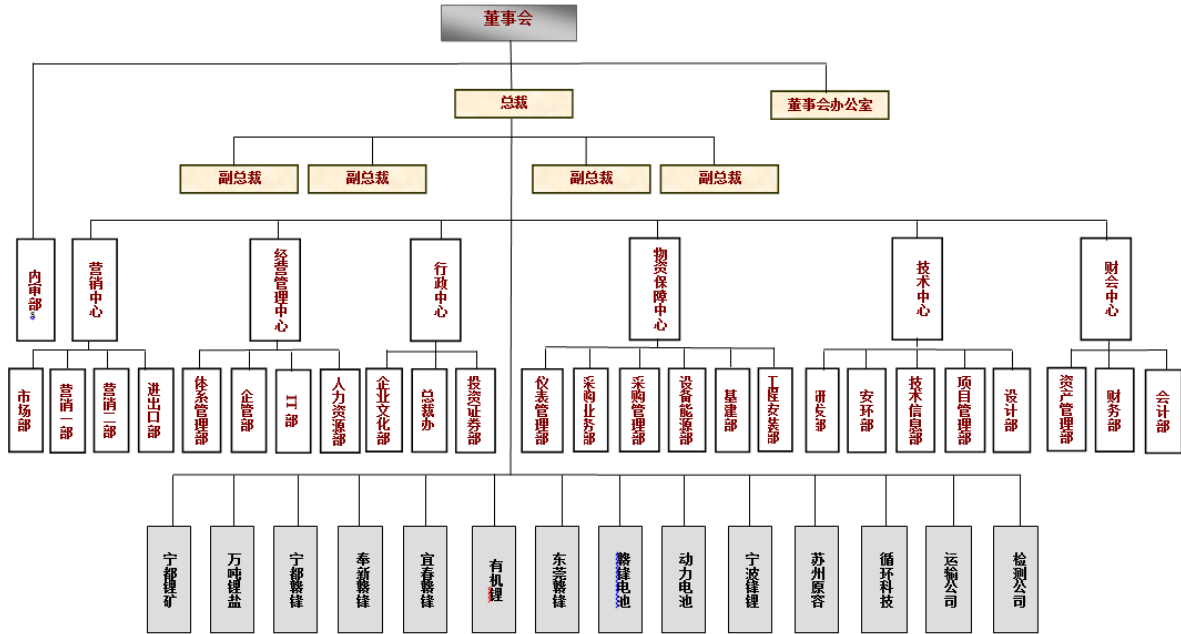 董事会
总裁
董事会办公室
副总裁
副总裁
副总裁
副总裁
内审部
营销中心
经营管理中心
行政中心
物资保障中心
技术中心
财会中心
市场部
营销一部
营销二部
进出口部
体系管理部
企管部
IT部
人力资源部
企业文化部
总裁办
投资证券部
仪表管理部
采购业务部
采购管理部
设备能源部
基建部
工程安装部
研发部
安环部
技术信息部
项目管理部
设计部
资产管理部
财务部
会计部
宁都锂矿
万吨锂盐
宁都赣锋
奉新赣锋
宜春赣锋
有机锂
东莞赣锋
赣锋电池
动力电池
宁波锋锂
苏州原容
循环科技
运输公司
检测公司